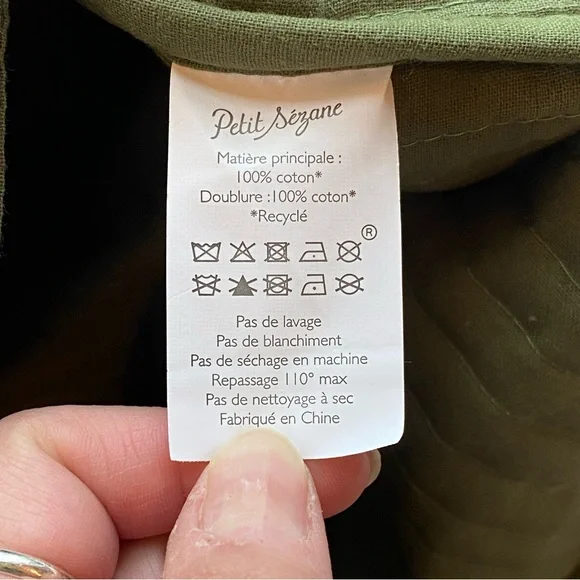 Petit Sézane
Matière principale :
100% coton*
Doublure :100% coton*
*Recyclé
®
Pas de lavage
Pas de blanchiment
Pas de séchage en machine
Repassage 110° max
Pas de nettoyage à sec
Fabriqué en Chine